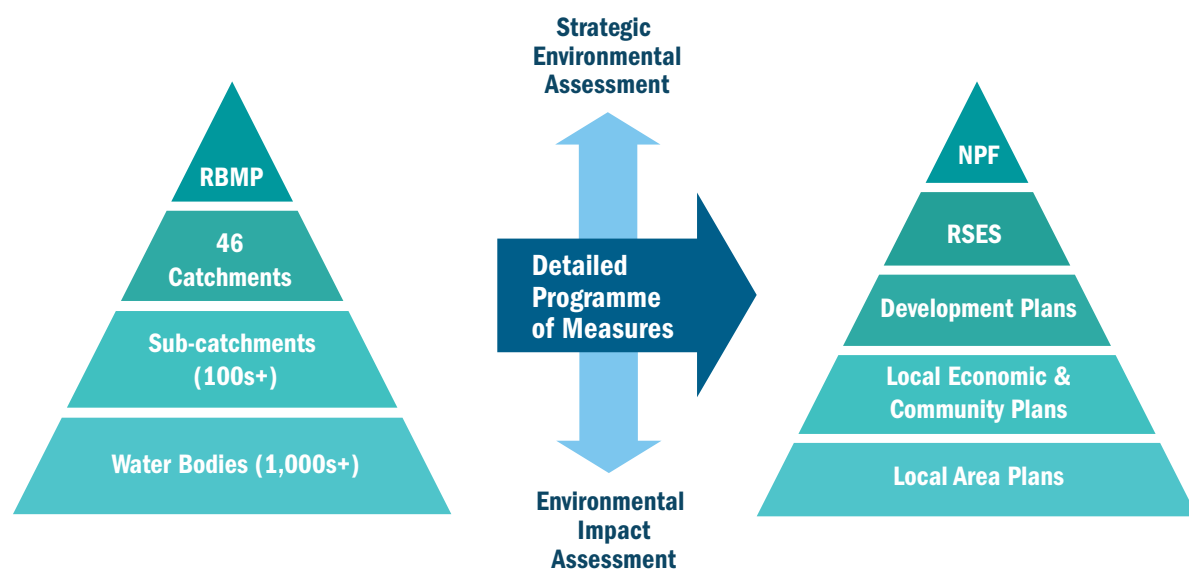 RBMP
46
Catchments
Sub-catchments
(100s+)
Water Bodies (1,000s+)
Strategic
Environmental
Assessment
Detailed
Programme
of Measures
Environmental
Impact
Assessment
NPF
RSES
Development Plans
Local Economic &
Community Plans
Local Area Plans